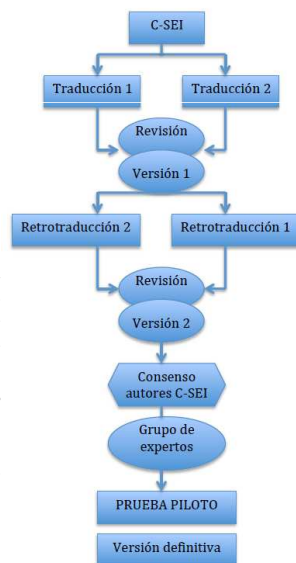 C-SEI
Traducción 1
Traducción 2
Revisión
Versión 1
Retrotraducción 2
Retrotraducción 1
Revisión
Versión 2
Consenso
autores C-SEI
Grupo de
expertos
PRUEBA PILOTO
Versión definitiva